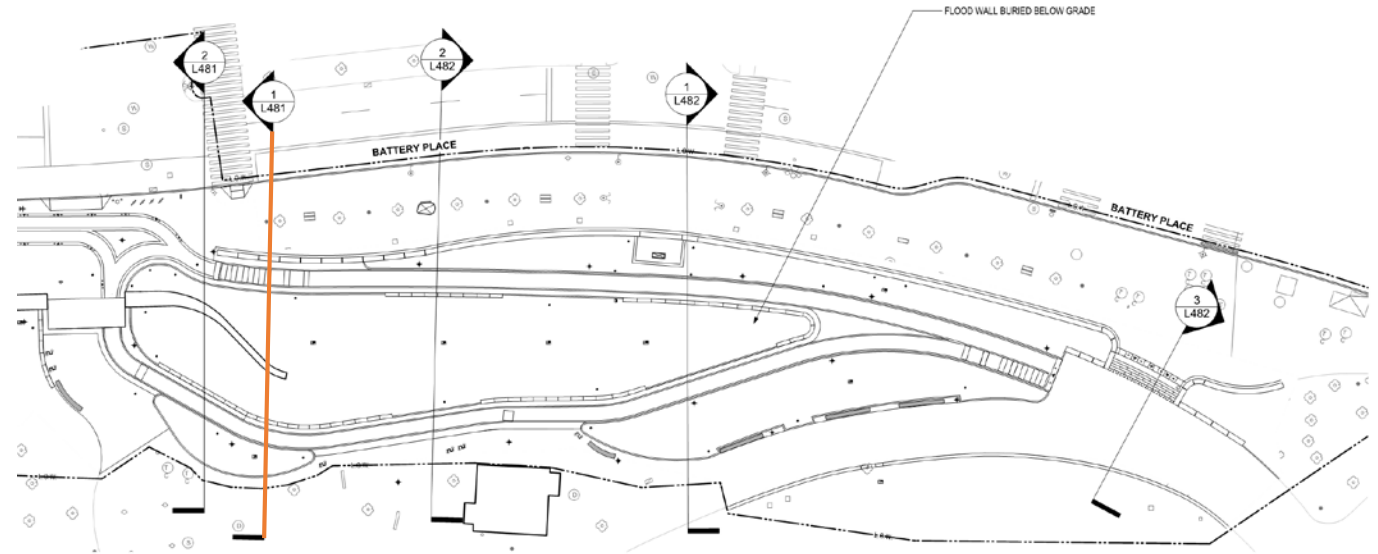 FLOOD WALL BURIED BELOW GRADE
2
L481
2
L482
1
L481
1
L482
BATTERY PLACE
L.O.W.
L.O.W.
BATTERY PLACE
3
L482
L.O.W.
L.O.W.
L.O.W.